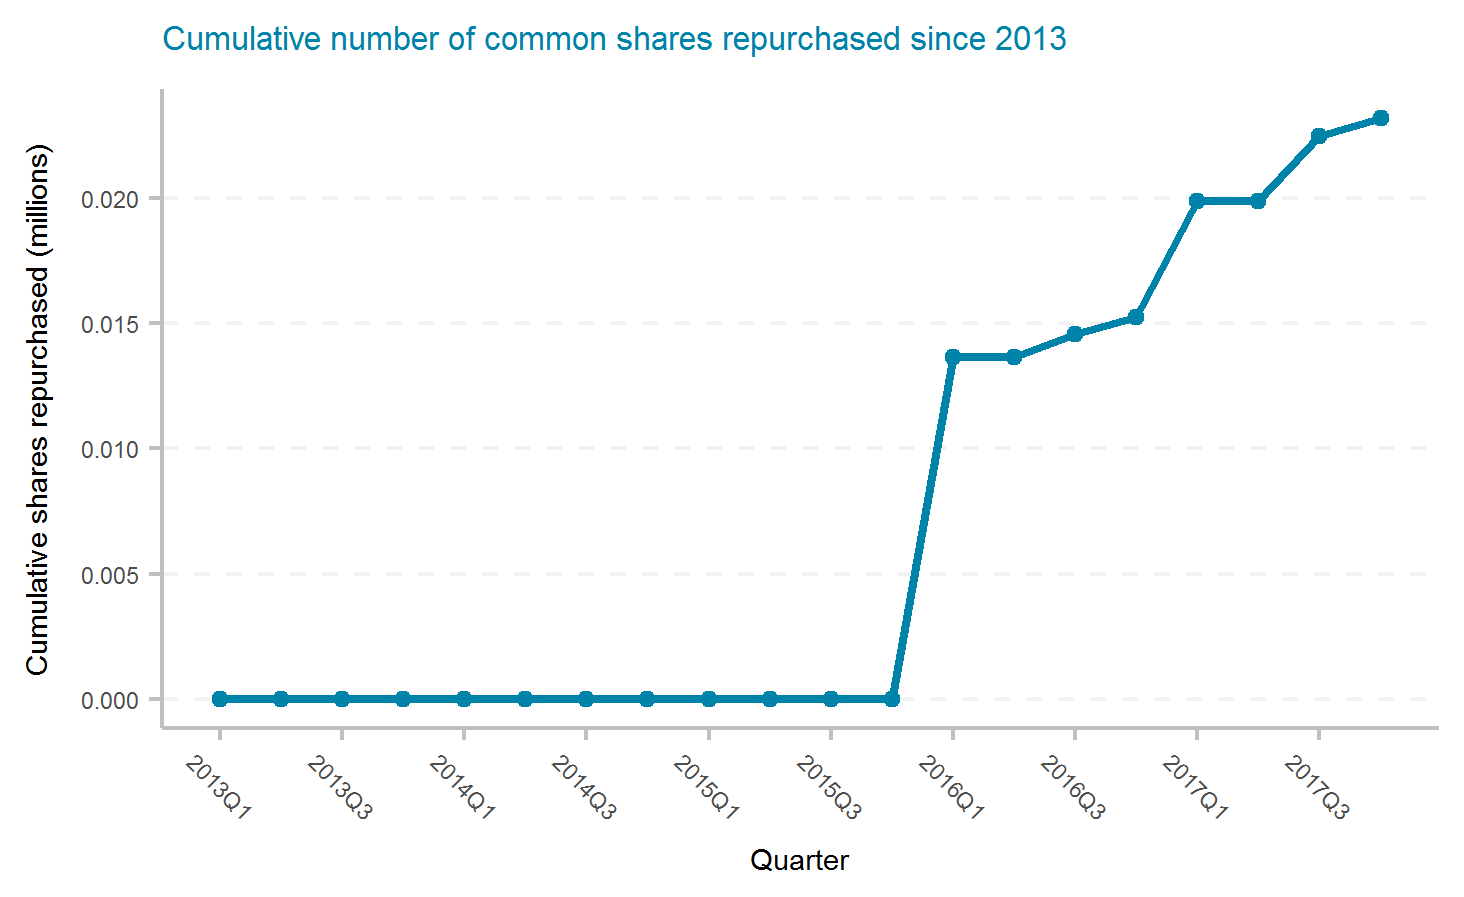 Cumulative number of common shares repurchased since 2013
Cumulative shares repurchased (millions)
0.020
0.015
0.010
0.005
0.000
2013Q1
2013Q3
2014Q1
2014Q3
2015Q1
2015Q3
2016Q1
2016Q3
2017Q1
2017Q3
Quarter